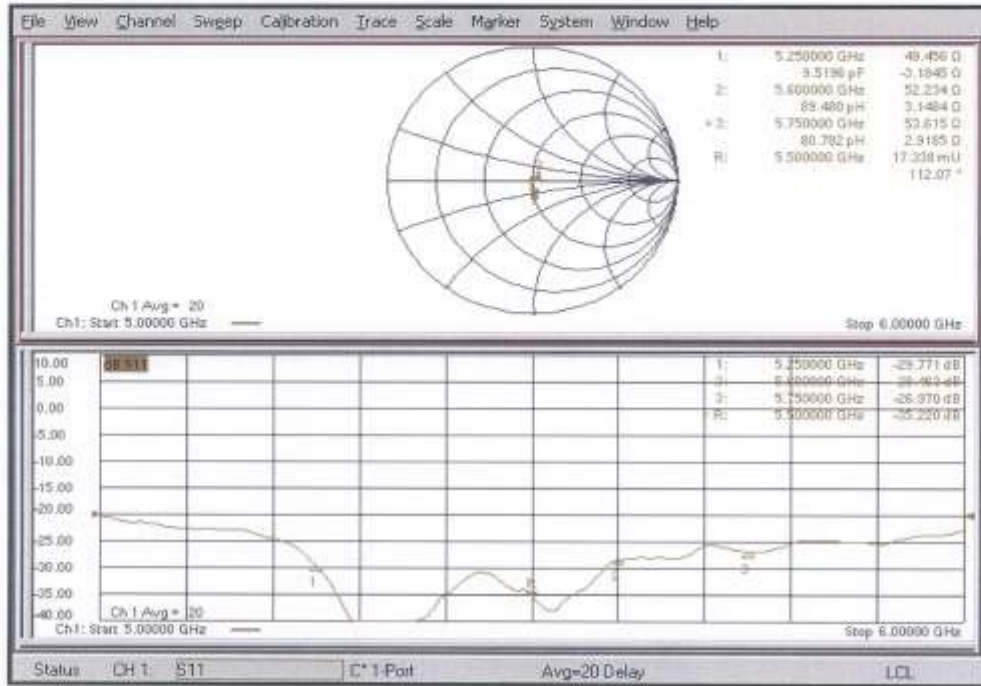 File View Channel Sweep Calibration Trace Scale Marker System Window Help
1: 5.250000 GHz 49.456 Ω
9.5196 pF -3.1845 Ω
2: 5.600000 GHz 52.234 Ω
89.480 pH 3.1484 Ω
3: 5.750000 GHz 53.615 Ω
80.782 pH 2.9185 Ω
R: 5.500000 GHz 17.338 mU
112.07 °
Ch 1 Avg = 20
Ch1: Start 5.00000 GHz Stop 6.00000 GHz
10.00 dB S11 1: 5.250000 GHz -29.771 dB
5.00
3: 5.750000 GHz -26.970 dB
0.00 R: 5.500000 GHz -35.220 dB
-5.00
-10.00
-15.00
-20.00
-25.00
-30.00
1
-35.00
-40.00 Ch 1 Avg = 20
Ch1: Start 5.00000 GHz Stop 6.00000 GHz
Status CH 1: S11 C* 1-Port Avg=20 Delay LCL